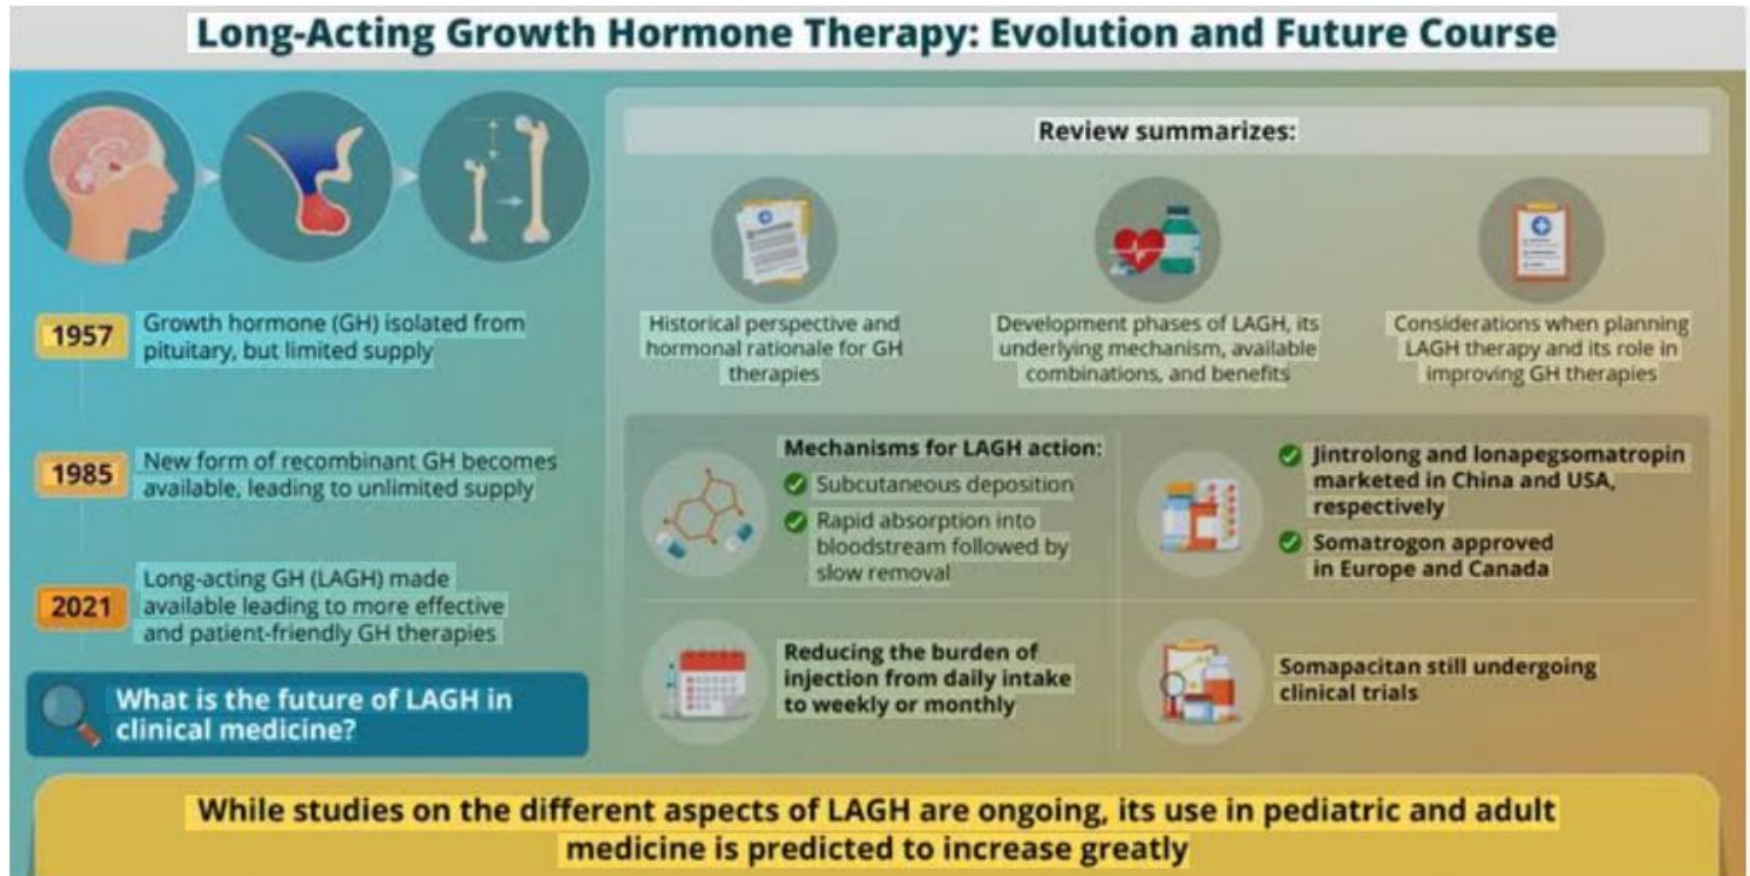 Long-Acting Growth Hormone Therapy: Evolution and Future Course
1957
Growth hormone (GH) isolated from
pituitary, but limited supply
1985
New form of recombinant GH becomes
available, leading to unlimited supply
2021
Long-acting GH (LAGH) made
available leading to more effective
and patient-friendly GH therapies
What is the future of LAGH in
clinical medicine?
Review summarizes:
Historical perspective and
hormonal rationale for GH
therapies
Development phases of LAGH, its
underlying mechanism, available
combinations, and benefits
Considerations when planning
LAGH therapy and its role in
improving GH therapies
Mechanisms for LAGH action:
Subcutaneous deposition
Rapid absorption into
bloodstream followed by
slow removal
Jintrolong and lonapegsomatropin
marketed in China and USA,
respectively
Somatrogon approved
in Europe and Canada
Reducing the burden of
injection from daily intake
to weekly or monthly
Somapacitan still undergoing
clinical trials
While studies on the different aspects of LAGH are ongoing, its use in pediatric and adult
medicine is predicted to increase greatly